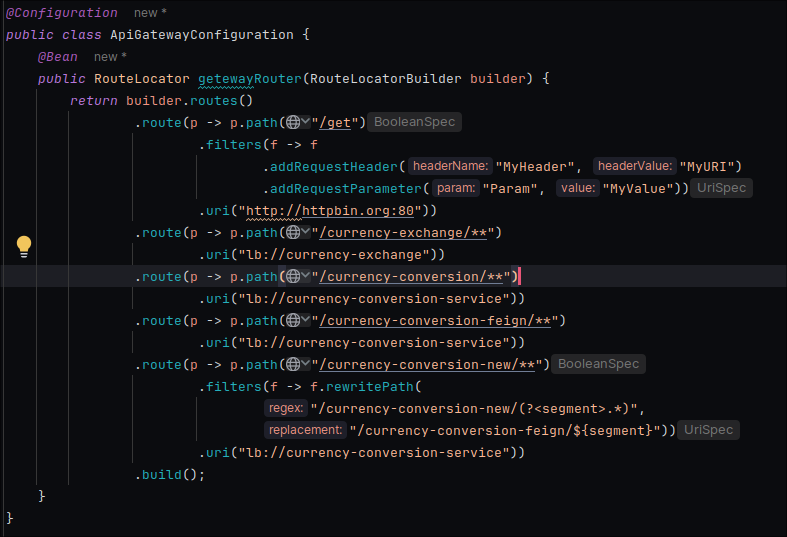 @Configuration new *
public class ApiGatewayConfiguration {
@Bean new *
public RouteLocator getewayRouter(RouteLocatorBuilder builder) {
return builder.routes()
.route(p -> p.path("/get") BooleanSpec
.filters(f -> f
.addRequestHeader( headerName: "MyHeader", headerValue: "MyURI")
.addRequestParameter( param: "Param", value: "MyValue")) UriSpec
.uri("http://httpbin.org:80"))
.route(p -> p.path("/currency-exchange/**")
.uri("lb://currency-exchange"))
.route(p -> p.path("/currency-conversion/**")
.uri("lb://currency-conversion-service"))
.route(p -> p.path("/currency-conversion-feign/**")
.uri("lb://currency-conversion-service"))
.route(p -> p.path("/currency-conversion-new/**") BooleanSpec
.filters(f -> f.rewritePath(
regex: "/currency-conversion-new/(?<segment>.*)",
replacement: "/currency-conversion-feign/${segment}")) UriSpec
.uri("lb://currency-conversion-service"))
.build();
}
}